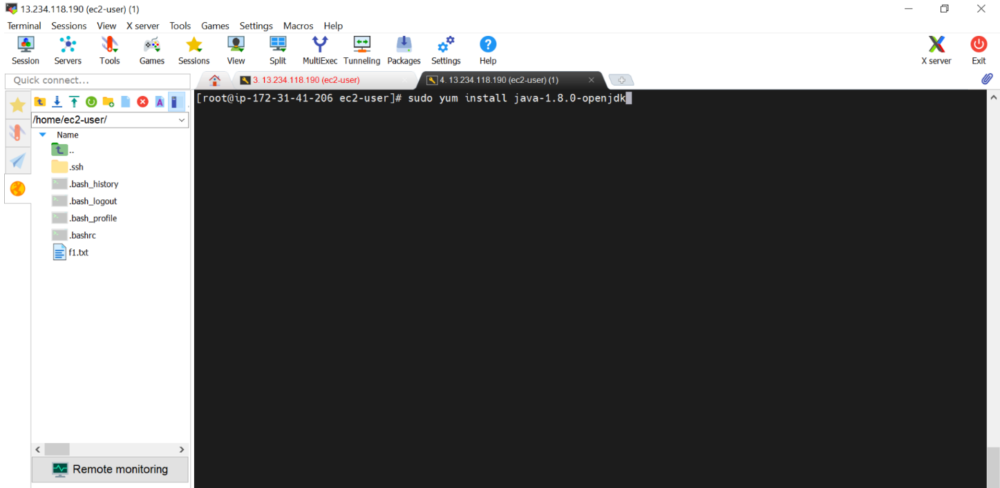 13.234.118.190 (ec2-user) (1)
Terminal Sessions View X server Tools Games Settings Macros Help
Session Servers Tools Games Sessions View Split MultiExec Tunneling Packages Settings Help X server Exit
Quick connect...
3. 13.234.118.190 (ec2-user)
4. 13.234.118.190 (ec2-user) (1)
[root@ip-172-31-41-206 ec2-user]# sudo yum install java-1.8.0-openjdk
/home/ec2-user/
Name
..
.ssh
.bash_history
.bash_logout
.bash_profile
.bashrc
f1.txt
Remote monitoring